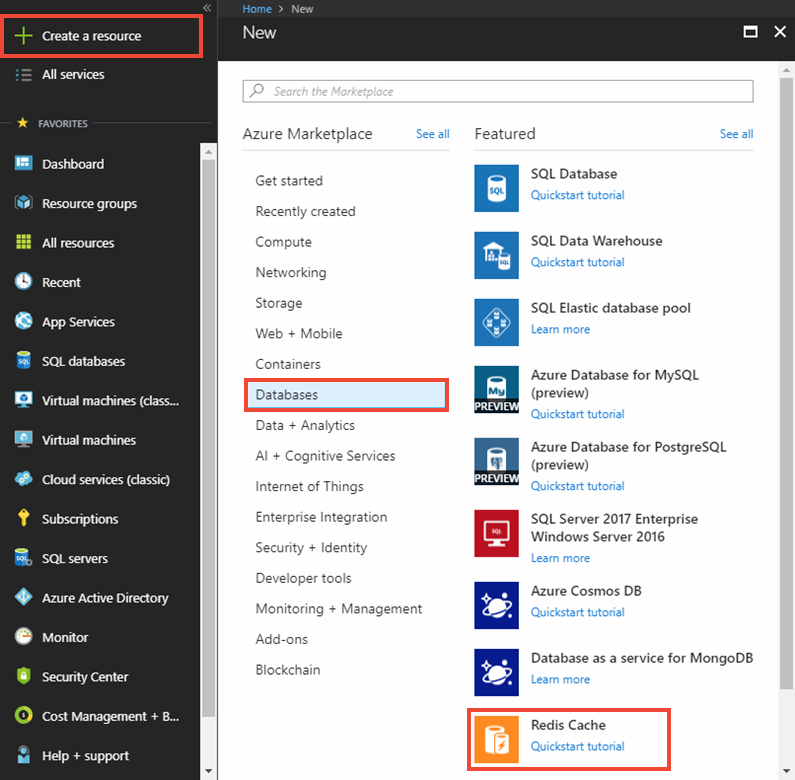 Create a resource
All services
FAVORITES
Dashboard
Resource groups
All resources
Recent
App Services
SQL databases
Virtual machines (class...
Virtual machines
Cloud services (classic)
Subscriptions
SQL servers
Azure Active Directory
Monitor
Security Center
Cost Management + B...
Help + support
Home > New
New
Search the Marketplace
Azure Marketplace See all
Get started
Recently created
Compute
Networking
Storage
Web + Mobile
Containers
Databases
Data + Analytics
AI + Cognitive Services
Internet of Things
Enterprise Integration
Security + Identity
Developer tools
Monitoring + Management
Add-ons
Blockchain
Featured See all
SQL
SQL Database
Quickstart tutorial
SQL
SQL Data Warehouse
Quickstart tutorial
SQL Elastic database pool
Learn more
My
PREVIEW
Azure Database for MySQL
(preview)
Quickstart tutorial
PREVIEW
Azure Database for PostgreSQL
(preview)
Quickstart tutorial
SQL
SQL Server 2017 Enterprise
Windows Server 2016
Learn more
Azure Cosmos DB
Quickstart tutorial
Database as a service for MongoDB
Learn more
Redis Cache
Quickstart tutorial